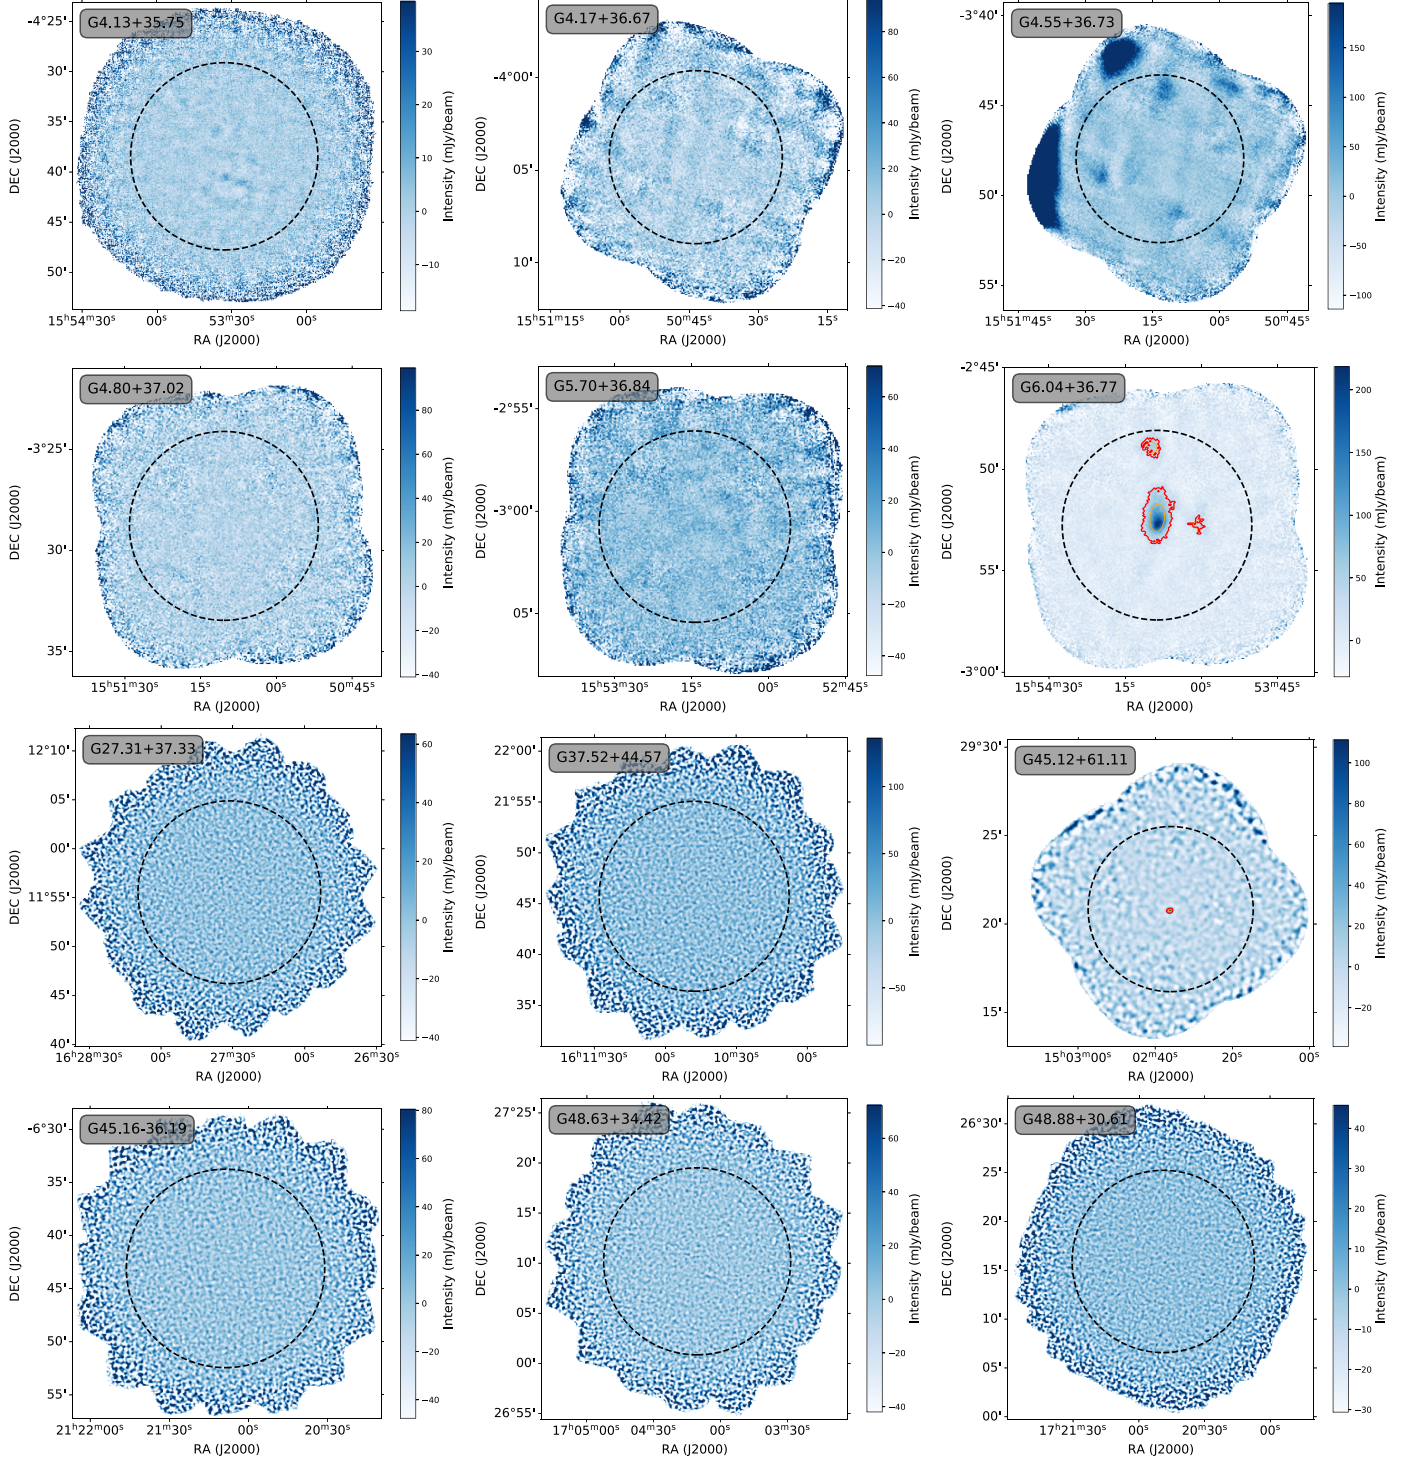 G4.13+35.75
-4°25'
30'
35'
40'
45'
50'
DEC (J2000)
15ʰ54ᵐ30ˢ 00ˢ 53ᵐ30ˢ 00ˢ
RA (J2000)
30
20
10
0
−10
Intensity (mJy/beam)
G4.17+36.67
-4°00'
05'
10'
DEC (J2000)
15ʰ51ᵐ15ˢ 00ˢ 50ᵐ45ˢ 30ˢ 15ˢ
RA (J2000)
80
60
40
20
0
−20
−40
Intensity (mJy/beam)
G4.55+36.73
-3°40'
45'
50'
55'
DEC (J2000)
15ʰ51ᵐ45ˢ 30ˢ 15ˢ 00ˢ 50ᵐ45ˢ
RA (J2000)
150
100
50
0
−50
−100
Intensity (mJy/beam)
G4.80+37.02
-3°25'
30'
35'
DEC (J2000)
15ʰ51ᵐ30ˢ 15ˢ 00ˢ 50ᵐ45ˢ
RA (J2000)
80
60
40
20
0
−20
−40
Intensity (mJy/beam)
G5.70+36.84
-2°55'
-3°00'
05'
DEC (J2000)
15ʰ53ᵐ30ˢ 15ˢ 00ˢ 52ᵐ45ˢ
RA (J2000)
60
40
20
0
−20
−40
Intensity (mJy/beam)
G6.04+36.77
-2°45'
50'
55'
-3°00'
DEC (J2000)
15ʰ54ᵐ30ˢ 15ˢ 00ˢ 53ᵐ45ˢ
RA (J2000)
200
150
100
50
0
Intensity (mJy/beam)
G27.31+37.33
12°10'
05'
00'
11°55'
50'
45'
40'
DEC (J2000)
16ʰ28ᵐ30ˢ 00ˢ 27ᵐ30ˢ 00ˢ 26ᵐ30ˢ
RA (J2000)
60
40
20
0
−20
−40
Intensity (mJy/beam)
G37.52+44.57
22°00'
21°55'
50'
45'
40'
35'
DEC (J2000)
16ʰ11ᵐ30ˢ 00ˢ 10ᵐ30ˢ 00ˢ
RA (J2000)
100
50
0
−50
Intensity (mJy/beam)
G45.12+61.11
29°30'
25'
20'
15'
DEC (J2000)
15ʰ03ᵐ00ˢ 02ᵐ40ˢ 20ˢ 00ˢ
RA (J2000)
100
80
60
40
20
0
−20
Intensity (mJy/beam)
G45.16-36.19
-6°30'
35'
40'
45'
50'
55'
DEC (J2000)
21ʰ22ᵐ00ˢ 21ᵐ30ˢ 00ˢ 20ᵐ30ˢ
RA (J2000)
80
60
40
20
0
−20
−40
Intensity (mJy/beam)
G48.63+34.42
27°25'
20'
15'
10'
05'
00'
26°55'
DEC (J2000)
17ʰ05ᵐ00ˢ 04ᵐ30ˢ 00ˢ 03ᵐ30ˢ
RA (J2000)
60
40
20
0
−20
−40
Intensity (mJy/beam)
G48.88+30.61
26°30'
25'
20'
15'
10'
05'
00'
DEC (J2000)
17ʰ21ᵐ30ˢ 00ˢ 20ᵐ30ˢ 00ˢ
RA (J2000)
40
30
20
10
0
−10
−20
−30
Intensity (mJy/beam)